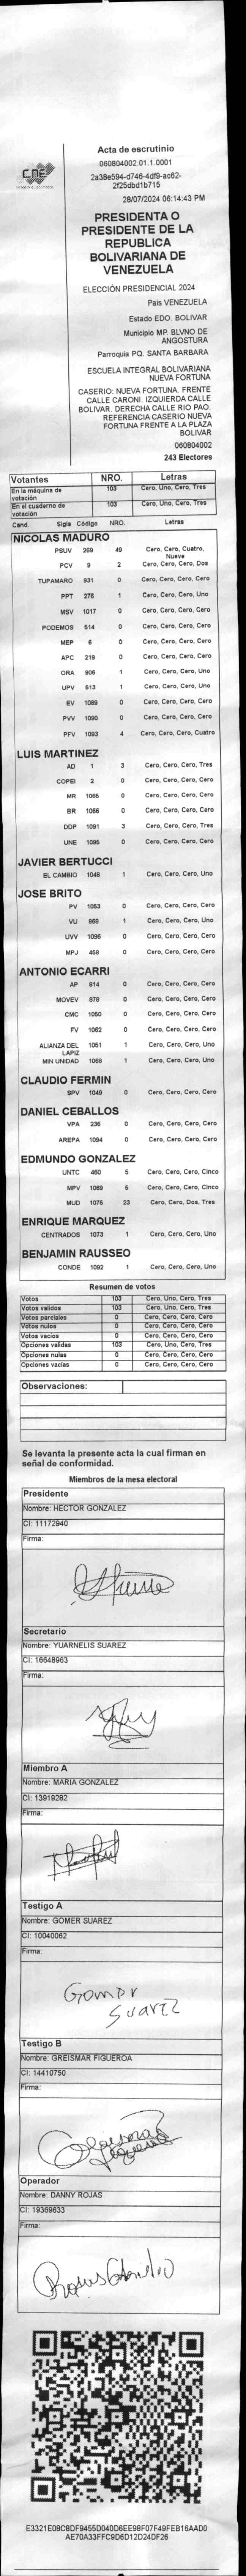 CNE
Acta de escrutinio
060804002.01.1.0001
2a38e594-d746-4df9-ac62-
2f25dbd1b715
28/07/2024 06:14:43 PM
PRESIDENTA O
PRESIDENTE DE LA
REPUBLICA
BOLIVARIANA DE
VENEZUELA
ELECCIÓN PRESIDENCIAL 2024
Pais VENEZUELA
Estado EDO. BOLIVAR
Municipio MP. BLVNO DE
ANGOSTURA
Parroquia PQ. SANTA BARBARA
ESCUELA INTEGRAL BOLIVARIANA
NUEVA FORTUNA
CASERIO: NUEVA FORTUNA. FRENTE
CALLE CARONI. IZQUIERDA CALLE
BOLIVAR. DERECHA CALLE RIO PAO.
REFERENCIA CASERIO NUEVA
FORTUNA FRENTE A LA PLAZA
BOLIVAR
060804002
243 Electores
Votantes NRO. Letras
En la máquina de votación 103 Cero, Uno, Cero, Tres
En el cuaderno de votación 103 Cero, Uno, Cero, Tres
Cand. Sigla Código NRO. Letras
NICOLAS MADURO
PSUV 269 49 Cero, Cero, Cuatro, Nueve
PCV 9 2 Cero, Cero, Cero, Dos
TUPAMARO 931 0 Cero, Cero, Cero, Cero
PPT 276 1 Cero, Cero, Cero, Uno
MSV 1017 0 Cero, Cero, Cero, Cero
PODEMOS 514 0 Cero, Cero, Cero, Cero
MEP 6 0 Cero, Cero, Cero, Cero
APC 219 0 Cero, Cero, Cero, Cero
ORA 906 1 Cero, Cero, Cero, Uno
UPV 613 1 Cero, Cero, Cero, Uno
EV 1089 0 Cero, Cero, Cero, Cero
PVV 1090 0 Cero, Cero, Cero, Cero
PFV 1093 4 Cero, Cero, Cero, Cuatro
LUIS MARTINEZ
AD 1 3 Cero, Cero, Cero, Tres
COPEI 2 0 Cero, Cero, Cero, Cero
MR 1065 0 Cero, Cero, Cero, Cero
BR 1066 0 Cero, Cero, Cero, Cero
DDP 1091 3 Cero, Cero, Cero, Tres
UNE 1095 0 Cero, Cero, Cero, Cero
JAVIER BERTUCCI
EL CAMBIO 1048 1 Cero, Cero, Cero, Uno
JOSE BRITO
PV 1053 0 Cero, Cero, Cero, Cero
VU 868 1 Cero, Cero, Cero, Uno
UVV 1096 0 Cero, Cero, Cero, Cero
MPJ 458 0 Cero, Cero, Cero, Cero
ANTONIO ECARRI
AP 814 0 Cero, Cero, Cero, Cero
MOVEV 878 0 Cero, Cero, Cero, Cero
CMC 1050 0 Cero, Cero, Cero, Cero
FV 1062 0 Cero, Cero, Cero, Cero
ALIANZA DEL LAPIZ 1051 1 Cero, Cero, Cero, Uno
MIN UNIDAD 1068 1 Cero, Cero, Cero, Uno
CLAUDIO FERMIN
SPV 1049 0 Cero, Cero, Cero, Cero
DANIEL CEBALLOS
VPA 236 0 Cero, Cero, Cero, Cero
AREPA 1094 0 Cero, Cero, Cero, Cero
EDMUNDO GONZALEZ
UNTC 460 5 Cero, Cero, Cero, Cinco
MPV 1069 5 Cero, Cero, Cero, Cinco
MUD 1076 23 Cero, Cero, Dos, Tres
ENRIQUE MARQUEZ
CENTRADOS 1073 1 Cero, Cero, Cero, Uno
BENJAMIN RAUSSEO
CONDE 1092 1 Cero, Cero, Cero, Uno
Resumen de votos
Votos 103 Cero, Uno, Cero, Tres
Votos validos 103 Cero, Uno, Cero, Tres
Votos parciales 0 Cero, Cero, Cero, Cero
Votos nulos 0 Cero, Cero, Cero, Cero
Votos vacios 0 Cero, Cero, Cero, Cero
Opciones validas 103 Cero, Uno, Cero, Tres
Opciones nulas 0 Cero, Cero, Cero, Cero
Opciones vacias 0 Cero, Cero, Cero, Cero
Observaciones:
Se levanta la presente acta la cual firman en
señal de conformidad.
Miembros de la mesa electoral
Presidente
Nombre: HECTOR GONZALEZ
CI: 11172940
Firma:
Secretario
Nombre: YUARNELIS SUAREZ
CI: 16648963
Firma:
Miembro A
Nombre: MARIA GONZALEZ
CI: 13919282
Firma:
Testigo A
Nombre: GOMER SUAREZ
CI: 10040062
Firma:
Gomer
Suarez
Testigo B
Nombre: GREISMAR FIGUEROA
CI: 14410750
Firma:
Operador
Nombre: DANNY ROJAS
CI: 19369633
Firma:
E3321E08C8DF9455D040D6EE98F07F49FEB16AAD0
AE70A33FFC9D6D12D24DF26